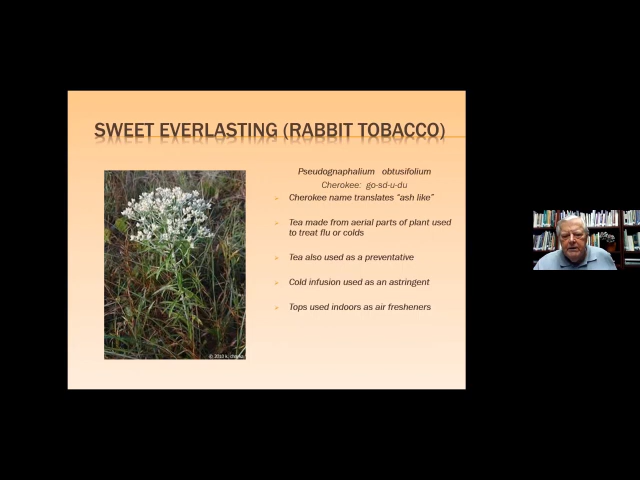 SWEET EVERLASTING (RABBIT TOBACCO)
Pseudognaphalium obtusifolium
Cherokee: go-sd-u-du
Cherokee name translates "ash like"
Tea made from aerial parts of plant used
to treat flu or colds
Tea also used as a preventative
Cold infusion used as an astringent
Tops used indoors as air fresheners
© 2010 k.